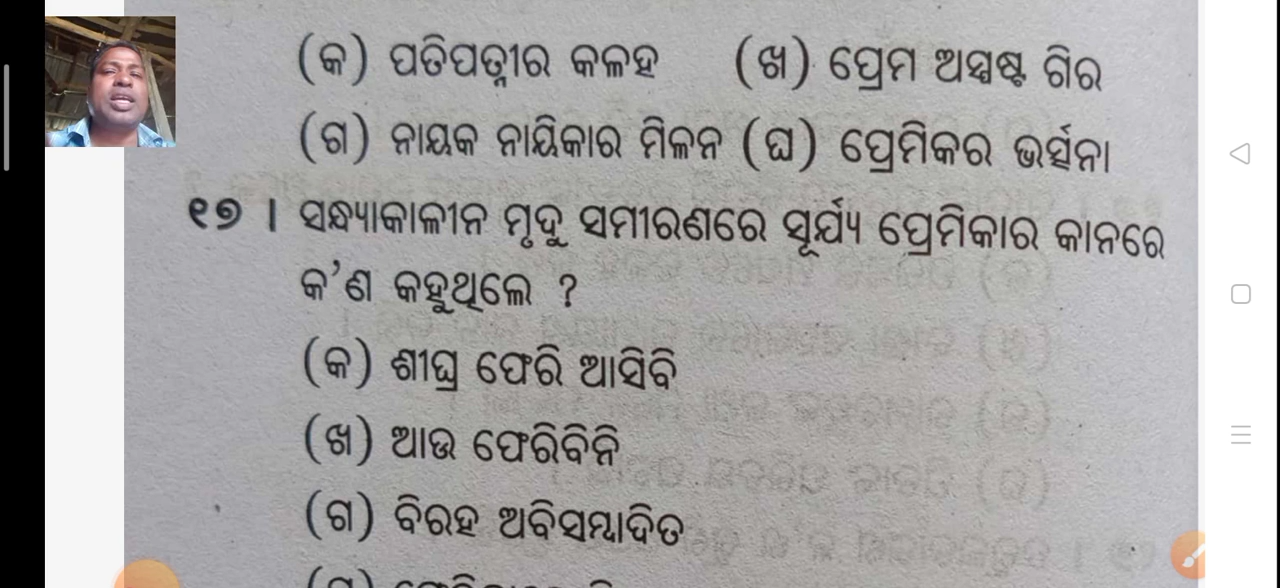 (କ) ପତିପତ୍ନୀର କଳହ (ଖ) ପ୍ରେମ ଅସ୍ପଷ୍ଟ ଗିର
(ଗ) ନାୟକ ନାୟିକାର ମିଳନ (ଘ) ପ୍ରେମିକର ଭର୍ତ୍ସନା
୧୭ । ସନ୍ଧ୍ୟାକାଳୀନ ମୃଦୁ ସମୀରଣରେ ସୂର୍ଯ୍ୟ ପ୍ରେମିକାର କାନରେ
କ'ଣ କହୁଥିଲେ ?
(କ) ଶୀଘ୍ର ଫେରି ଆସିବି
(ଖ) ଆଉ ଫେରିବିନି
(ଗ) ବିରହ ଅବିସମ୍ବାଦିତ